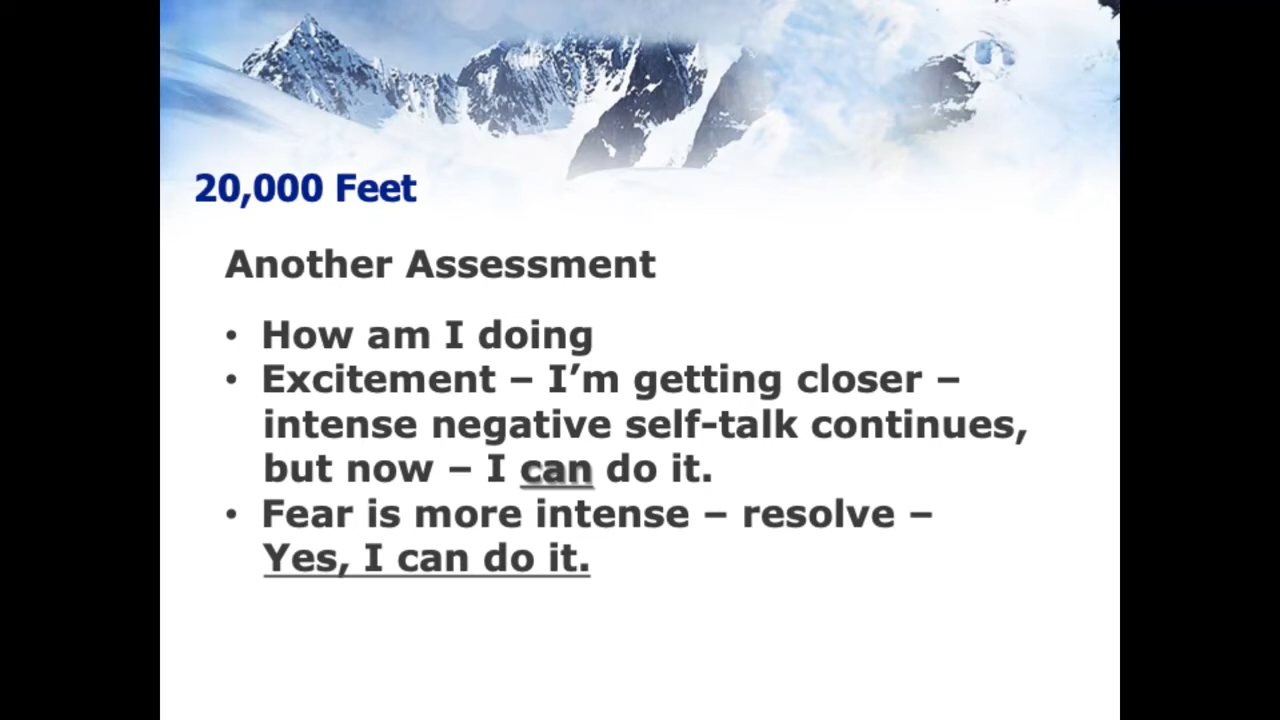 20,000 Feet
Another Assessment
• How am I doing
• Excitement – I’m getting closer –
intense negative self-talk continues,
but now – I can do it.
• Fear is more intense – resolve –
Yes, I can do it.